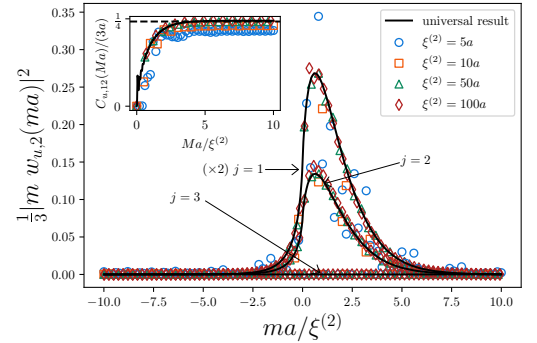 0.35
0.30
0.25
0.20
0.15
0.10
0.05
0.00
1/3 |m w_{u,2}(ma)|^2
−10.0 −7.5 −5.0 −2.5 0.0 2.5 5.0 7.5 10.0
ma/ξ^{(2)}
universal result
ξ^{(2)} = 5a
ξ^{(2)} = 10a
ξ^{(2)} = 50a
ξ^{(2)} = 100a
(×2) j = 1
j = 2
j = 3
1/4
0
C_{u,12}(Ma)/(3a)
0 5 10
Ma/ξ^{(2)}